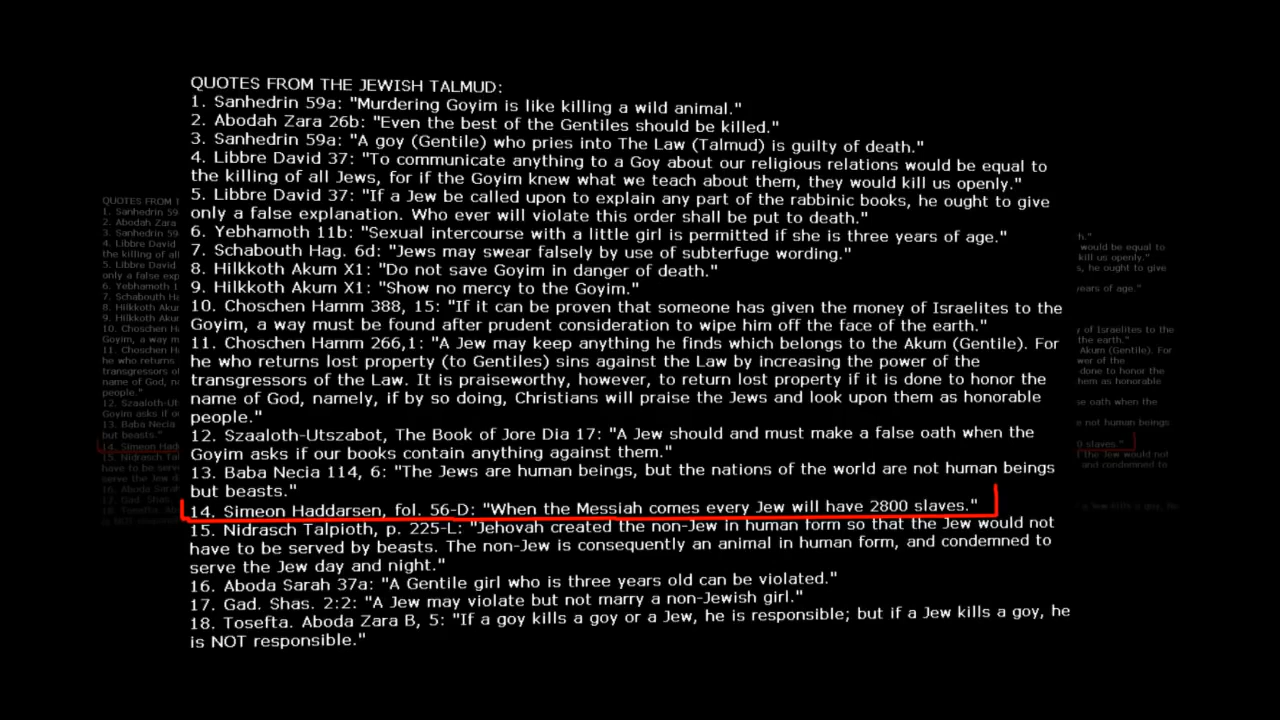 QUOTES FROM THE JEWISH TALMUD:
1. Sanhedrin 59a: "Murdering Goyim is like killing a wild animal."
2. Abodah Zara 26b: "Even the best of the Gentiles should be killed."
3. Sanhedrin 59a: "A goy (Gentile) who pries into The Law (Talmud) is guilty of death."
4. Libbre David 37: "To communicate anything to a Goy about our religious relations would be equal to
the killing of all Jews, for if the Goyim knew what we teach about them, they would kill us openly."
5. Libbre David 37: "If a Jew be called upon to explain any part of the rabbinic books, he ought to give
only a false explanation. Who ever will violate this order shall be put to death."
6. Yebhamoth 11b: "Sexual intercourse with a little girl is permitted if she is three years of age."
7. Schabouth Hag. 6d: "Jews may swear falsely by use of subterfuge wording."
8. Hilkkoth Akum X1: "Do not save Goyim in danger of death."
9. Hilkkoth Akum X1: "Show no mercy to the Goyim."
10. Choschen Hamm 388, 15: "If it can be proven that someone has given the money of Israelites to the
Goyim, a way must be found after prudent consideration to wipe him off the face of the earth."
11. Choschen Hamm 266,1: "A Jew may keep anything he finds which belongs to the Akum (Gentile). For
he who returns lost property (to Gentiles) sins against the Law by increasing the power of the
transgressors of the Law. It is praiseworthy, however, to return lost property if it is done to honor the
name of God, namely, if by so doing, Christians will praise the Jews and look upon them as honorable
people."
12. Szaaloth-Utszabot, The Book of Jore Dia 17: "A Jew should and must make a false oath when the
Goyim asks if our books contain anything against them."
13. Baba Necia 114, 6: "The Jews are human beings, but the nations of the world are not human beings
but beasts."
14. Simeon Haddarsen, fol. 56-D: "When the Messiah comes every Jew will have 2800 slaves."
15. Nidrasch Talpioth, p. 225-L: "Jehovah created the non-Jew in human form so that the Jew would not
have to be served by beasts. The non-Jew is consequently an animal in human form, and condemned to
serve the Jew day and night."
16. Aboda Sarah 37a: "A Gentile girl who is three years old can be violated."
17. Gad. Shas. 2:2: "A Jew may violate but not marry a non-Jewish girl."
18. Tosefta. Aboda Zara B, 5: "If a goy kills a goy or a Jew, he is responsible; but if a Jew kills a goy, he
is NOT responsible."